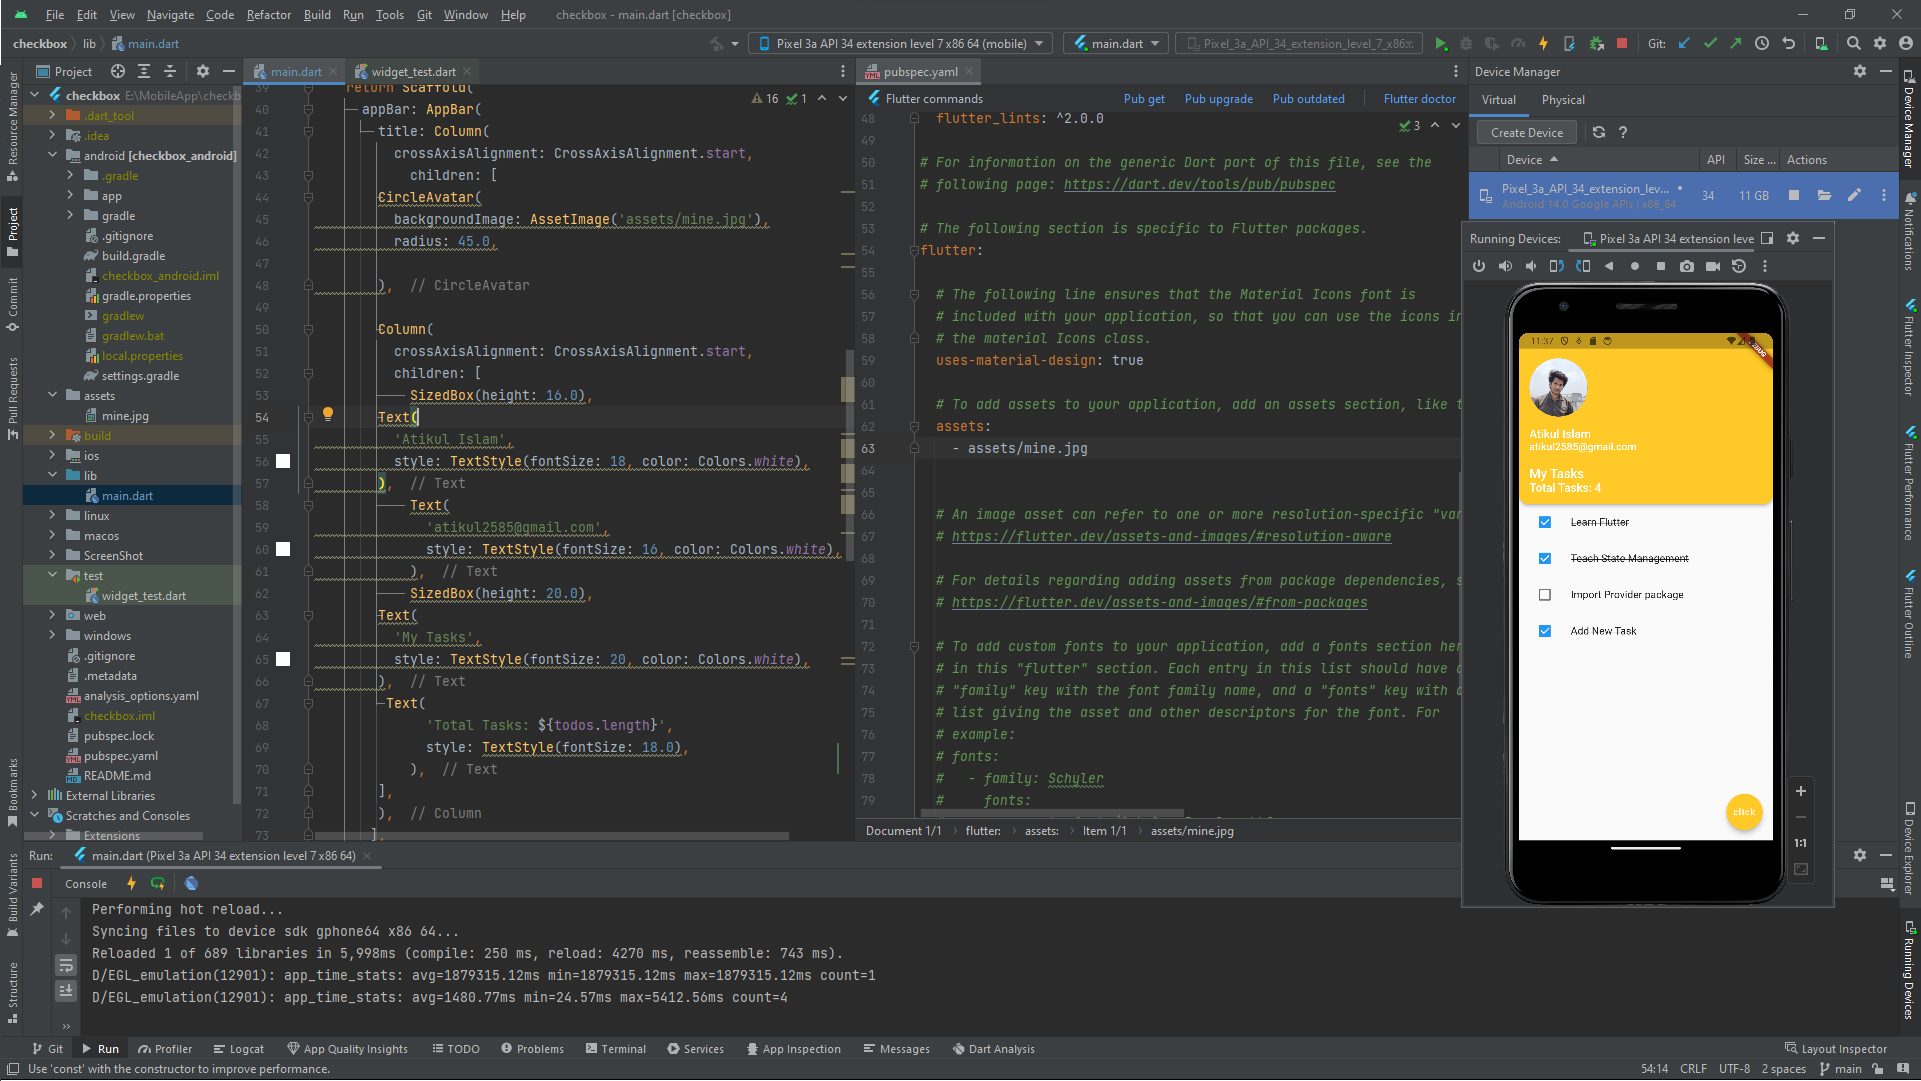 File Edit View Navigate Code Refactor Build Run Tools Git Window Help checkbox - main.dart [checkbox]
checkbox lib main.dart
Pixel 3a API 34 extension level 7 x86 64 (mobile) main.dart Pixel_3a_API_34_extension_level_7_x86... Git:
Project
main.dart
widget_test.dart
pubspec.yaml
Device Manager
Resource Manager
Project
Commit
Pull Requests
Bookmarks
Build Variants
Structure
checkbox E:\MobileApp\checkb
.dart_tool
.idea
android [checkbox_android]
.gradle
app
gradle
.gitignore
build.gradle
checkbox_android.iml
gradle.properties
gradlew
gradlew.bat
local.properties
settings.gradle
assets
mine.jpg
build
ios
lib
main.dart
linux
macos
ScreenShot
test
widget_test.dart
web
windows
.gitignore
.metadata
analysis_options.yaml
checkbox.iml
pubspec.lock
pubspec.yaml
README.md
External Libraries
Scratches and Consoles
Extensions
16 1
39 return Scaffold(
40 appBar: AppBar(
41 title: Column(
42 crossAxisAlignment: CrossAxisAlignment.start,
43 children: [
44 CircleAvatar(
45 backgroundImage: AssetImage('assets/mine.jpg'),
46 radius: 45.0,
47
48 ), // CircleAvatar
49
50 Column(
51 crossAxisAlignment: CrossAxisAlignment.start,
52 children: [
53 SizedBox(height: 16.0),
54 Text(
55 'Atikul Islam',
56 style: TextStyle(fontSize: 18, color: Colors.white),
57 ), // Text
58 Text(
59 'atikul2585@gmail.com',
60 style: TextStyle(fontSize: 16, color: Colors.white),
61 ), // Text
62 SizedBox(height: 20.0),
63 Text(
64 'My Tasks',
65 style: TextStyle(fontSize: 20, color: Colors.white),
66 ), // Text
67 Text(
68 'Total Tasks: ${todos.length}',
69 style: TextStyle(fontSize: 18.0),
70 ), // Text
71 ],
72 ), // Column
73 ],
Flutter commands Pub get Pub upgrade Pub outdated Flutter doctor
3
48 flutter_lints: ^2.0.0
49
50 # For information on the generic Dart part of this file, see the
51 # following page: https://dart.dev/tools/pub/pubspec
52
53 # The following section is specific to Flutter packages.
54 flutter:
55
56 # The following line ensures that the Material Icons font is
57 # included with your application, so that you can use the icons in
58 # the material Icons class.
59 uses-material-design: true
60
61 # To add assets to your application, add an assets section, like t
62 assets:
63 - assets/mine.jpg
64
65
66 # An image asset can refer to one or more resolution-specific "var
67 # https://flutter.dev/assets-and-images/#resolution-aware
68
69 # For details regarding adding assets from package dependencies, s
70 # https://flutter.dev/assets-and-images/#from-packages
71
72 # To add custom fonts to your application, add a fonts section her
73 # in this "flutter" section. Each entry in this list should have a
74 # "family" key with the font family name, and a "fonts" key with a
75 # list giving the asset and other descriptors for the font. For
76 # example:
77 # fonts:
78 # - family: Schyler
79 # fonts:
Document 1/1 flutter: assets: Item 1/1 assets/mine.jpg
Virtual Physical
Create Device ?
Device API Size ... Actions
Pixel_3a_API_34_extension_lev... 34 11 GB
Android 14.0 Google APIs | x86_64
Running Devices: Pixel 3a API 34 extension leve
11:37
DEBUG
Atikul Islam
atikul2585@gmail.com
My Tasks
Total Tasks: 4
Learn Flutter
Teach State Management
Import Provider package
Add New Task
click
1:1
Device Manager
Notifications
Flutter Inspector
Flutter Performance
Flutter Outline
Device Explorer
Running Devices
Run: main.dart (Pixel 3a API 34 extension level 7 x86 64)
Console
Performing hot reload...
Syncing files to device sdk gphone64 x86 64...
Reloaded 1 of 689 libraries in 5,998ms (compile: 250 ms, reload: 4270 ms, reassemble: 743 ms).
D/EGL_emulation(12901): app_time_stats: avg=1879315.12ms min=1879315.12ms max=1879315.12ms count=1
D/EGL_emulation(12901): app_time_stats: avg=1480.77ms min=24.57ms max=5412.56ms count=4
Git Run Profiler Logcat App Quality Insights TODO Problems Terminal Services App Inspection Messages Dart Analysis Layout Inspector
Use 'const' with the constructor to improve performance. 54:14 CRLF UTF-8 2 spaces main